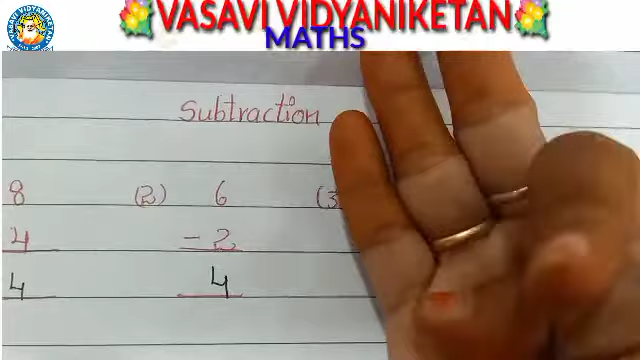 VASAVI VIDYANIKETAN
MATHS
Subtraction
8 (2) 6 (3
4 - 2
4 4